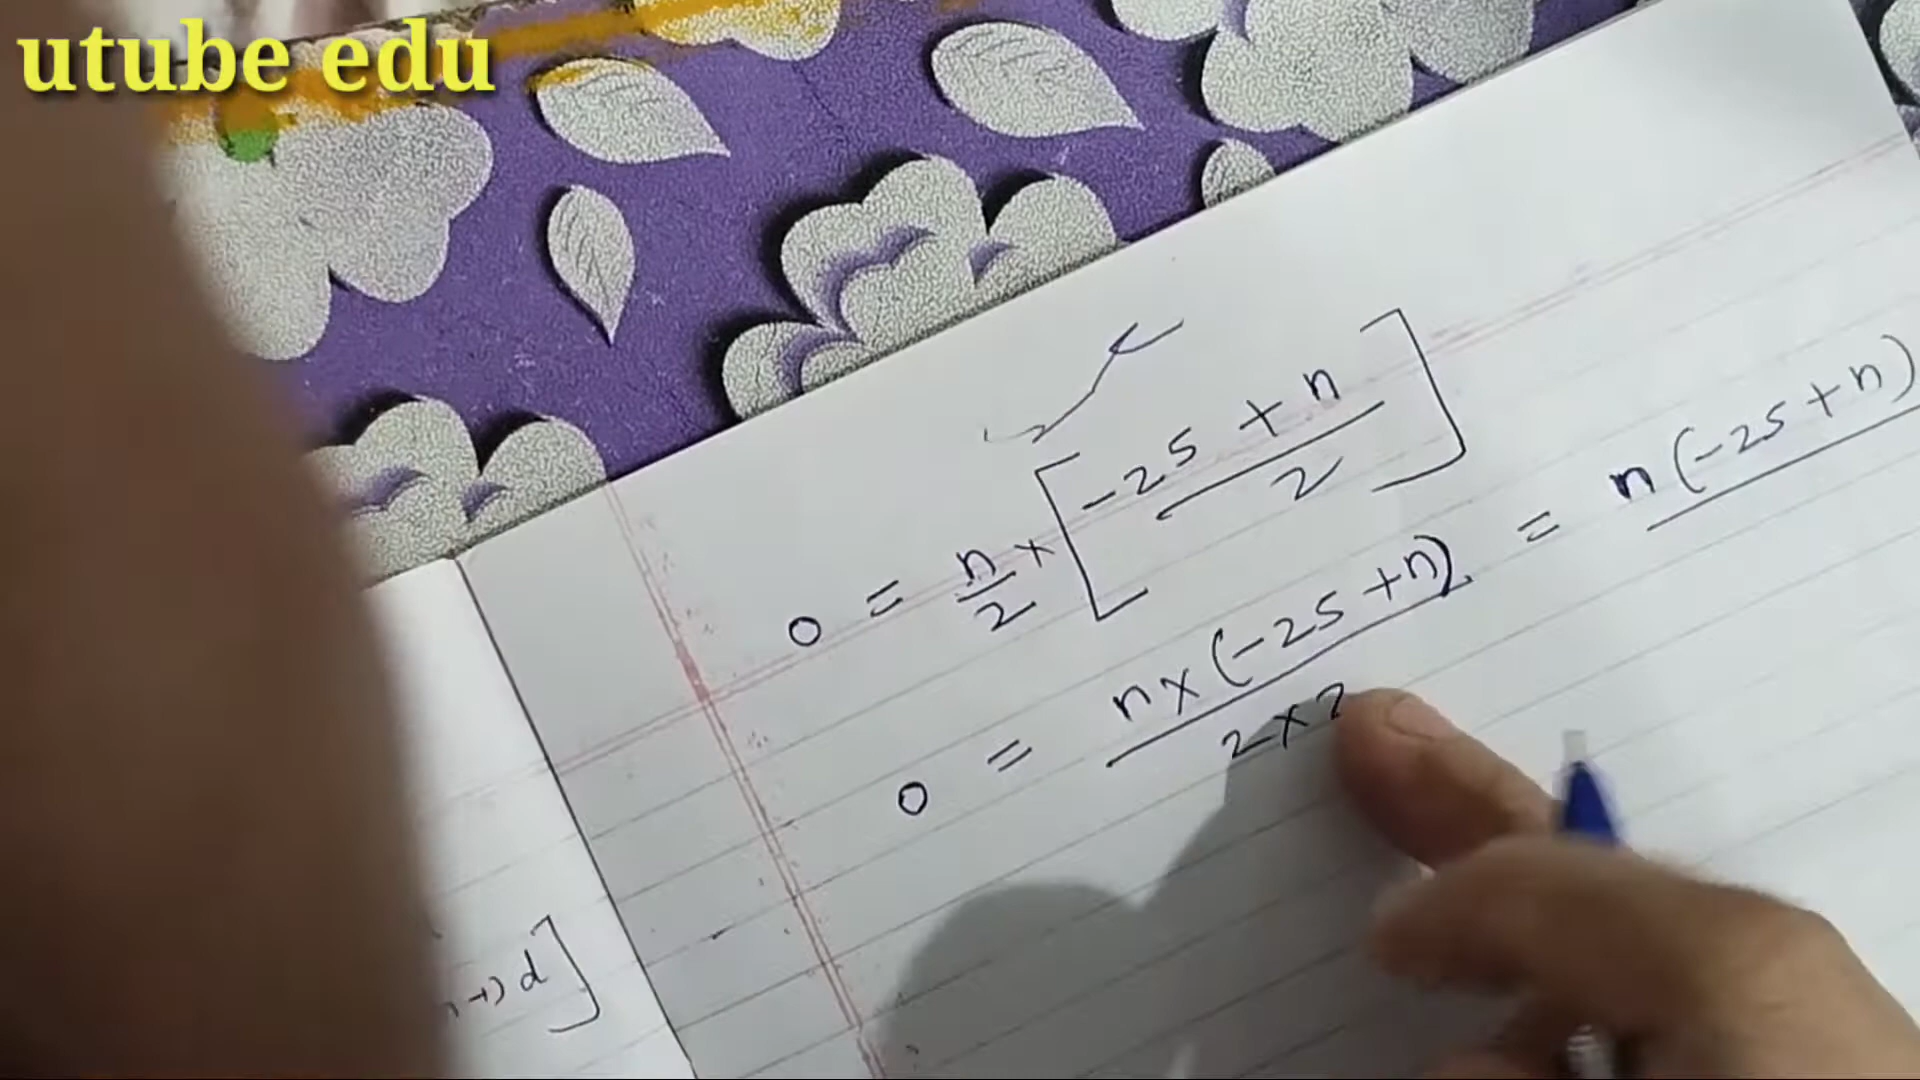 utube edu
0 = n/2 × [(-25 + n)/2]
0 = n × (-25 + n)/2 × 2 = n(-25 + n)
d]